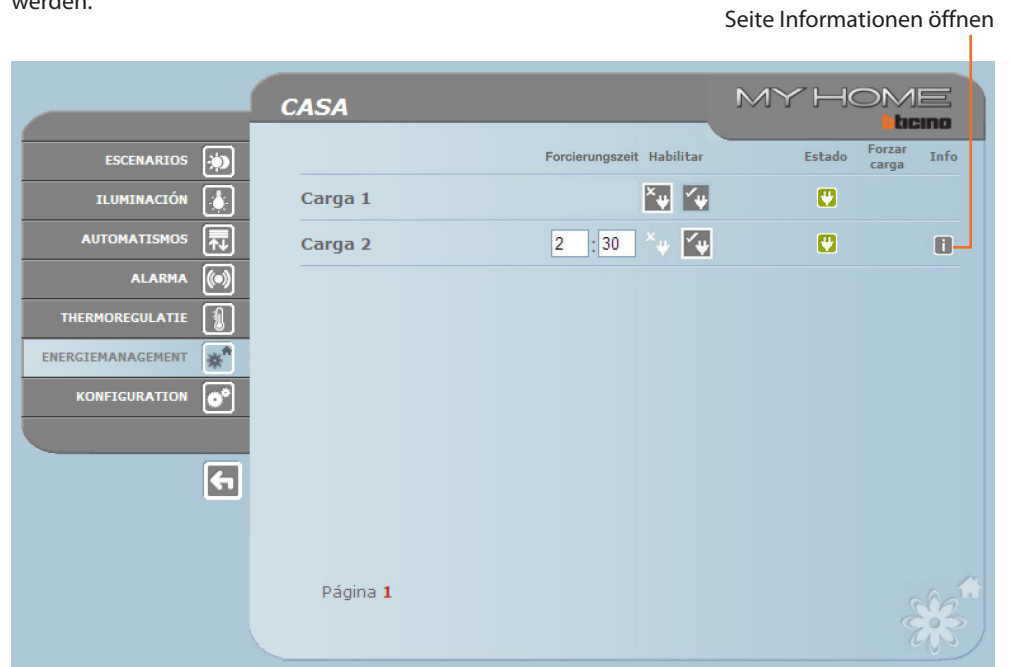 werden.
Seite Informationen öffnen
CASA
MY HOME
bticino
Forcierungszeit Habilitar Estado Forzar carga Info
ESCENARIOS
ILUMINACIÓN
AUTOMATISMOS
ALARMA
THERMOREGULATIE
ENERGIEMANAGEMENT
KONFIGURATION
Carga 1
Carga 2 2 : 30 i
Página 1